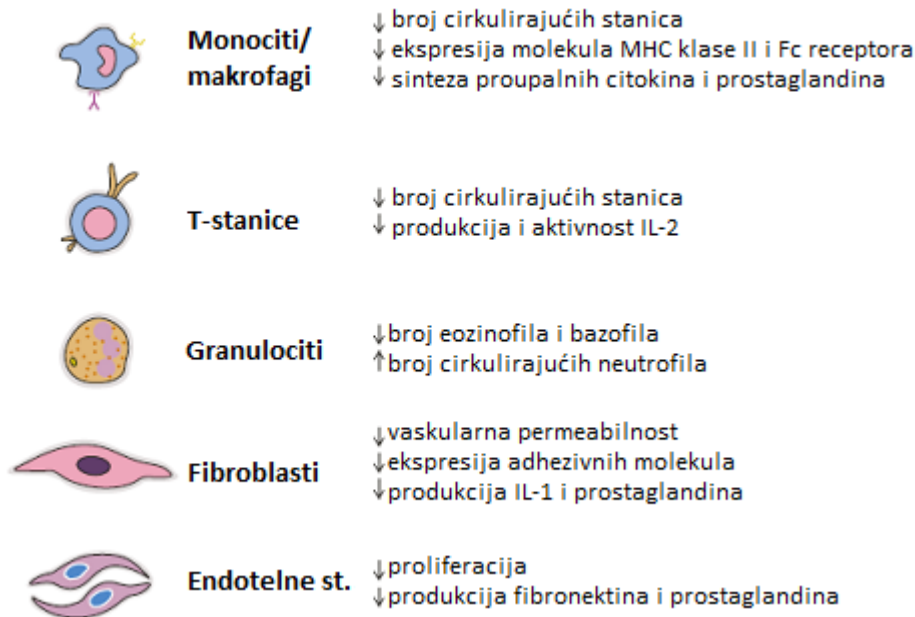 Monociti/
makrofagi
↓ broj cirkulirajućih stanica
↓ ekspresija molekula MHC klase II i Fc receptora
↓ sinteza proupalnih citokina i prostaglandina
T-stanice
↓ broj cirkulirajućih stanica
↓ produkcija i aktivnost IL-2
Granulociti
↓broj eozinofila i bazofila
↑broj cirkulirajućih neutrofila
Fibroblasti
↓vaskularna permeabilnost
↓ekspresija adhezivnih molekula
↓produkcija IL-1 i prostaglandina
Endotelne st.
↓proliferacija
↓produkcija fibronektina i prostaglandina